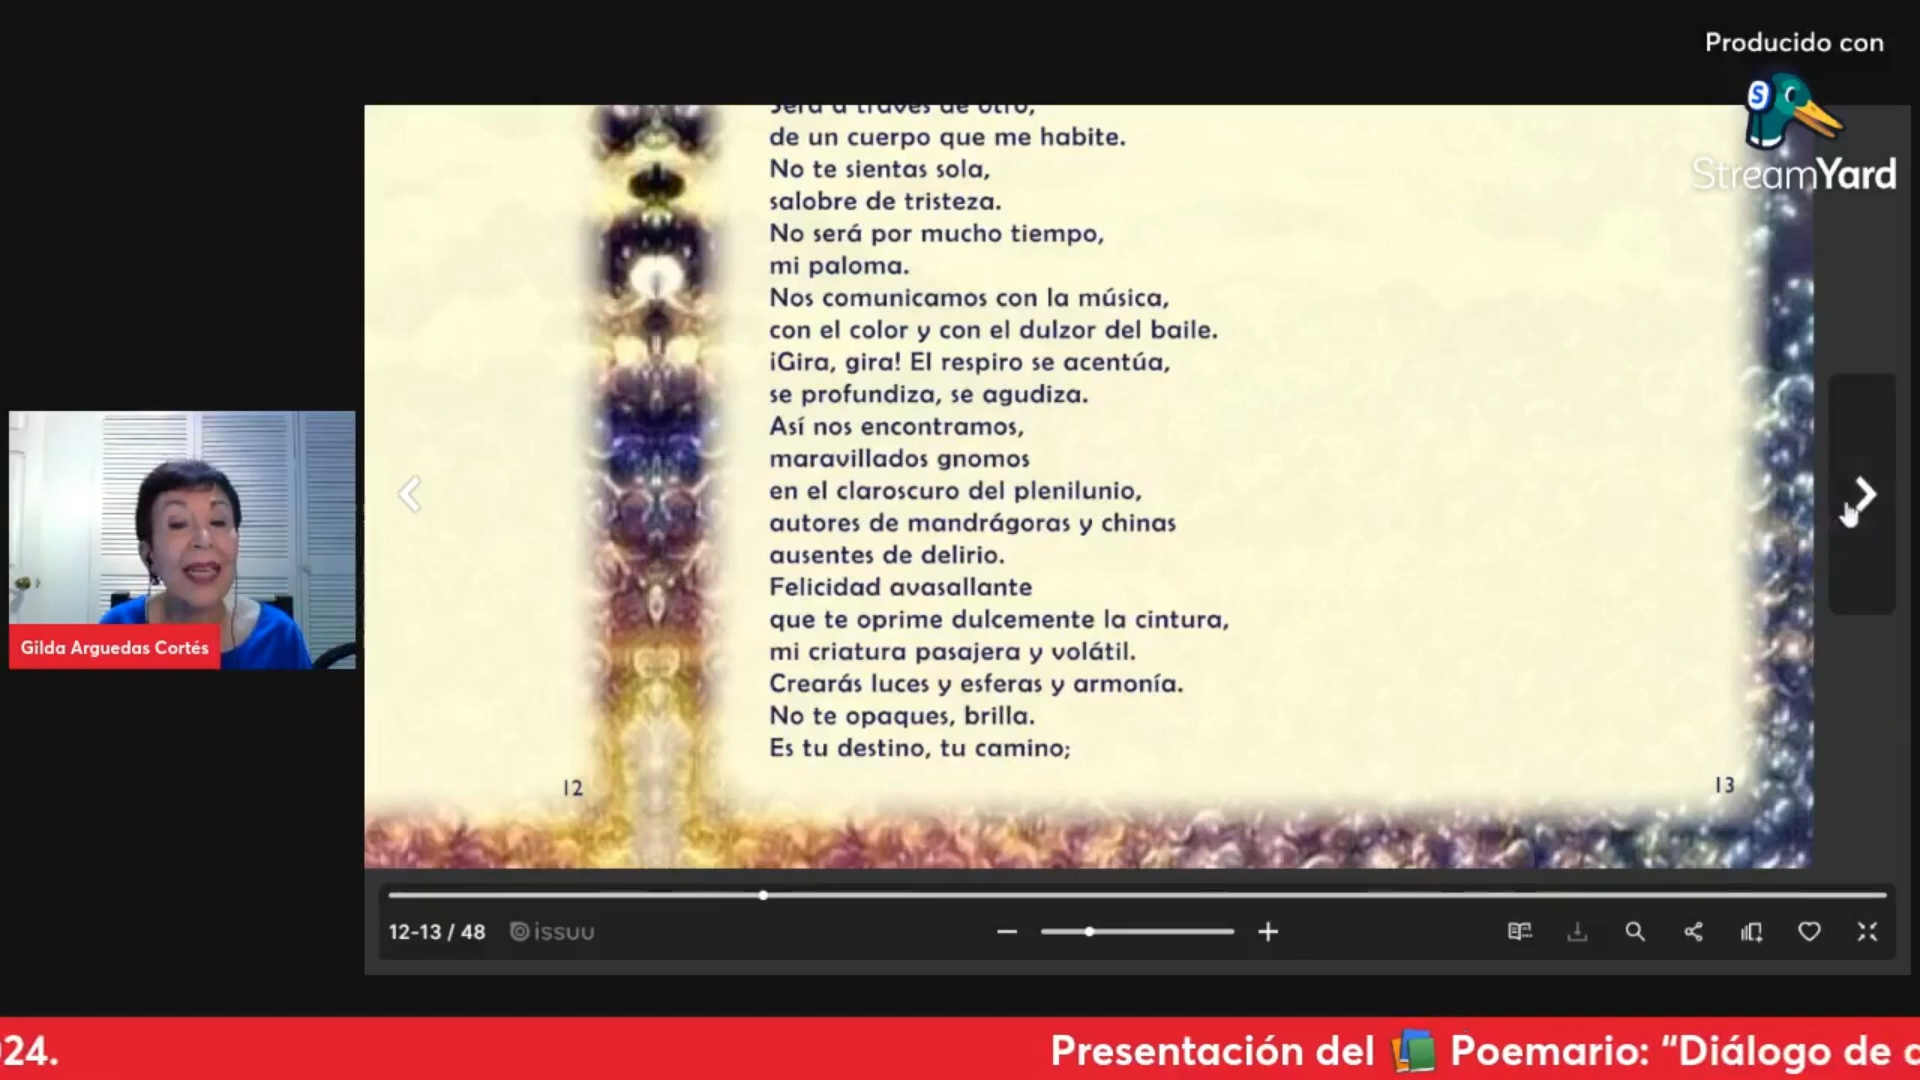 Producido con
S
StreamYard
Será a través de otro,
de un cuerpo que me habite.
No te sientas sola,
salobre de tristeza.
No será por mucho tiempo,
mi paloma.
Nos comunicamos con la música,
con el color y con el dulzor del baile.
¡Gira, gira! El respiro se acentúa,
se profundiza, se agudiza.
Así nos encontramos,
maravillados gnomos
en el claroscuro del plenilunio,
autores de mandrágoras y chinas
ausentes de delirio.
Felicidad avasallante
que te oprime dulcemente la cintura,
mi criatura pasajera y volátil.
Crearás luces y esferas y armonía.
No te opaques, brilla.
Es tu destino, tu camino;
12
13
Gilda Arguedas Cortés
12-13 / 48 issuu
24. Presentación del Poemario: “Diálogo de